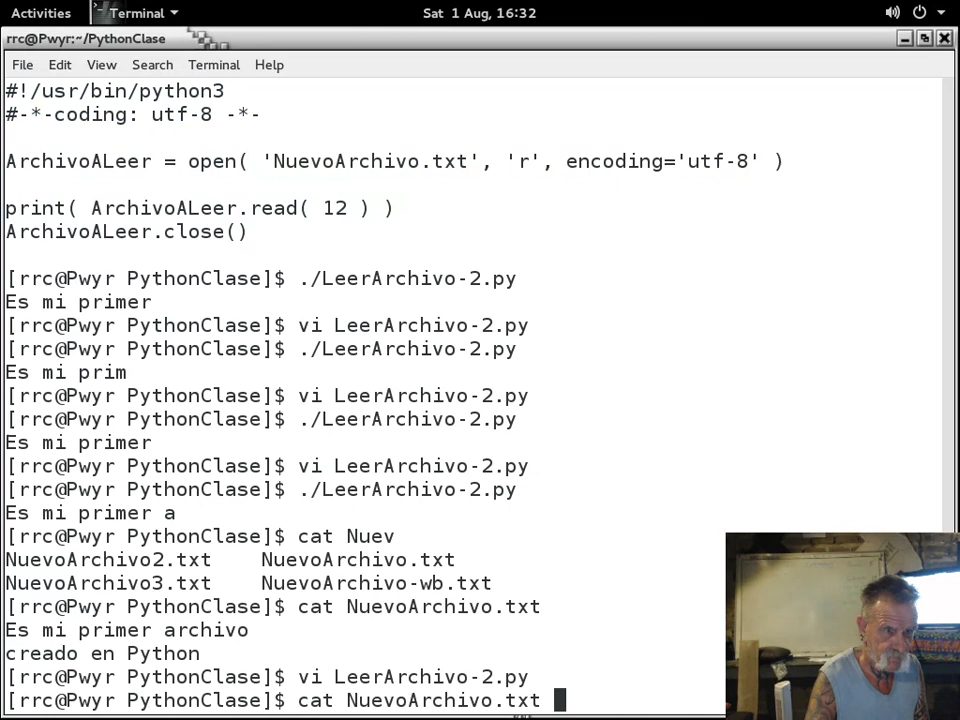 Activities Terminal Sat 1 Aug, 16:32
rrc@Pwyr:~/PythonClase
File Edit View Search Terminal Help
#!/usr/bin/python3
#-*-coding: utf-8 -*-
ArchivoALeer = open( 'NuevoArchivo.txt', 'r', encoding='utf-8' )
print( ArchivoALeer.read( 12 ) )
ArchivoALeer.close()
[rrc@Pwyr PythonClase]$ ./LeerArchivo-2.py
Es mi primer
[rrc@Pwyr PythonClase]$ vi LeerArchivo-2.py
[rrc@Pwyr PythonClase]$ ./LeerArchivo-2.py
Es mi prim
[rrc@Pwyr PythonClase]$ vi LeerArchivo-2.py
[rrc@Pwyr PythonClase]$ ./LeerArchivo-2.py
Es mi primer
[rrc@Pwyr PythonClase]$ vi LeerArchivo-2.py
[rrc@Pwyr PythonClase]$ ./LeerArchivo-2.py
Es mi primer a
[rrc@Pwyr PythonClase]$ cat Nuev
NuevoArchivo2.txt NuevoArchivo.txt
NuevoArchivo3.txt NuevoArchivo-wb.txt
[rrc@Pwyr PythonClase]$ cat NuevoArchivo.txt
Es mi primer archivo
creado en Python
[rrc@Pwyr PythonClase]$ vi LeerArchivo-2.py
[rrc@Pwyr PythonClase]$ cat NuevoArchivo.txt